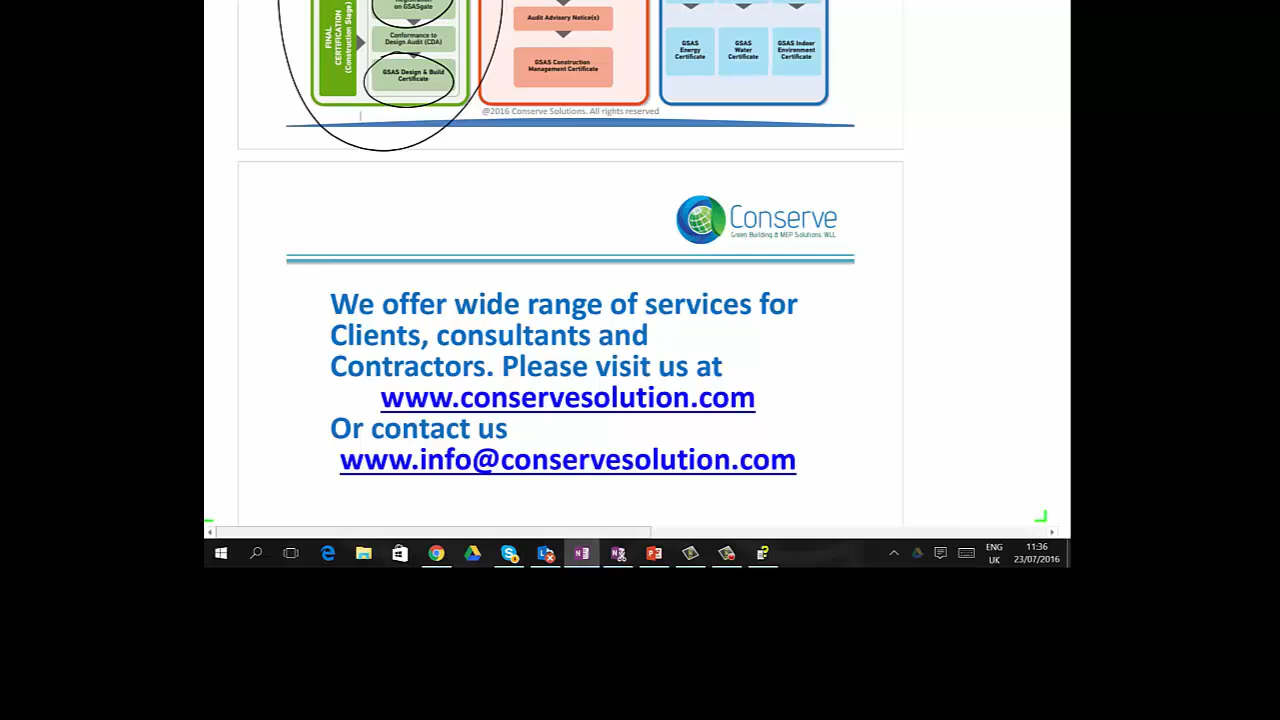 FINAL
CERTIFICATION
(Construction Stage)
Registration
on GSASgate
Conformance to
Design Audit (CDA)
GSAS Design & Build
Certificate
Audit Advisory Notice(s)
GSAS Construction
Management Certificate
GSAS
Energy
Certificate
GSAS
Water
Certificate
GSAS Indoor
Environment
Certificate
@2016 Conserve Solutions. All rights reserved
Conserve
Green Building & MEP Solutions WLL
We offer wide range of services for
Clients, consultants and
Contractors. Please visit us at
www.conservesolution.com
Or contact us
www.info@conservesolution.com
ENG
UK
11:36
23/07/2016